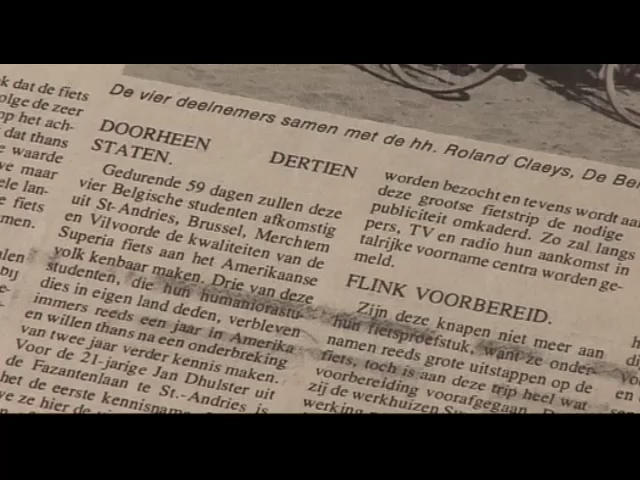 De vier deelnemers samen met de hh. Roland Claeys, De
k dat de fiets
olge de zeer
op het ach-
dat thans
e waarde
ve maar
ele lan-
e fiets
men.
alen
bij
DOORHEEN DERTIEN
STATEN.
Gedurende 59 dagen zullen deze
vier Belgische studenten afkomstig
uit St-Andries, Brussel, Merchtem
en Vilvoorde de kwaliteiten van de
Superia fiets aan het Amerikaanse
volk kenbaar maken. Drie van deze
studenten, die hun humaniorastu-
dies in eigen land deden, verbleven
immers reeds een jaar in Amerika
en willen thans na een onderbreking
van twee jaar verder kennis maken.
Voor de 21-jarige Jan Dhulster uit
de Fazantenlaan te St.-Andries is
het de eerste kennisname
worden bezocht en tevens wordt aan
deze grootse fietstrip de nodige
publiciteit omkaderd. Zo zal langs
pers, TV en radio hun aankomst in
talrijke voorname centra worden ge-
meld.
FLINK VOORBEREID.
Zijn deze knapen niet meer aan
hun fietsproefstuk, want ze onder-
namen reeds grote uitstappen op de
fiets, toch is aan deze trip heel wat
voorbereiding voorafgegaan.
zij de werkhuizen